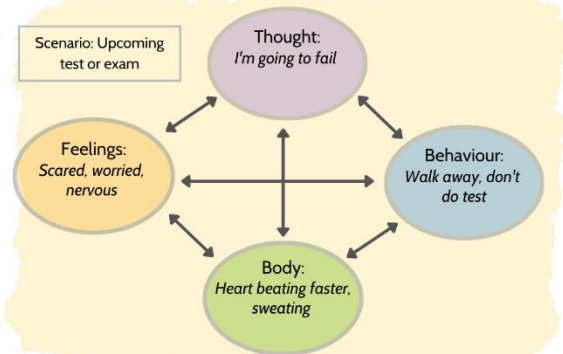 Scenario: Upcoming
test or exam
Thought:
I'm going to fail
Feelings:
Scared, worried,
nervous
Behaviour:
Walk away, don't
do test
Body:
Heart beating faster,
sweating